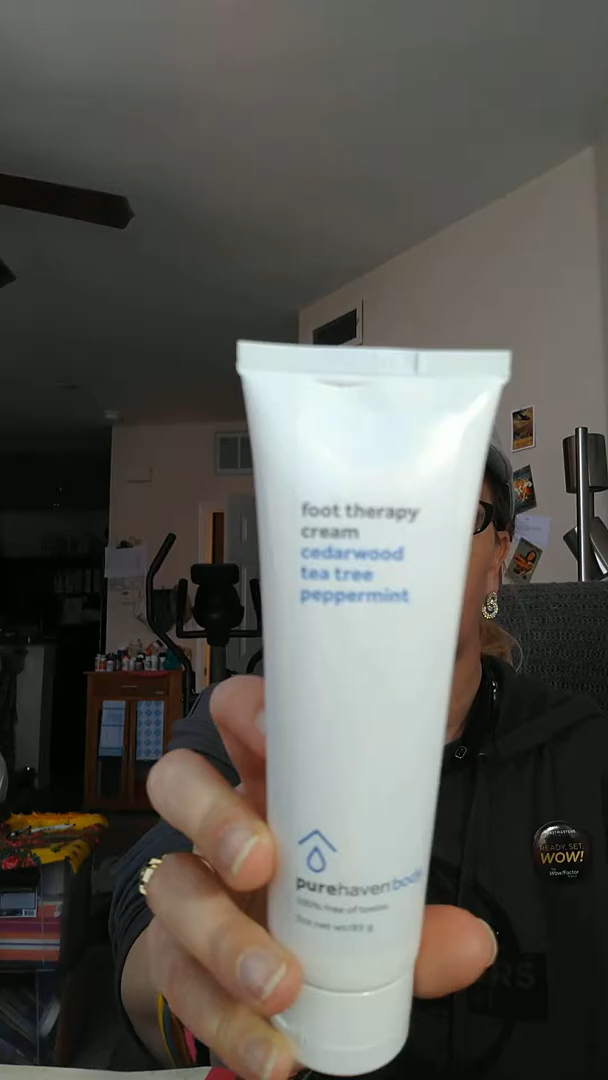 foot therapy
cream
cedarwood
tea tree
peppermint
purehaven body
100% free of toxins
READY, SET,
WOW!